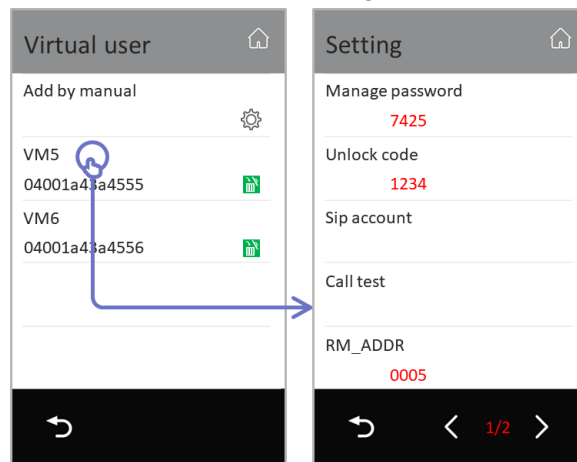 Virtual user
Add by manual
VM5
04001a43a4555
VM6
04001a43a4556
Setting
Manage password
7425
Unlock code
1234
Sip account
Call test
RM_ADDR
0005
1/2